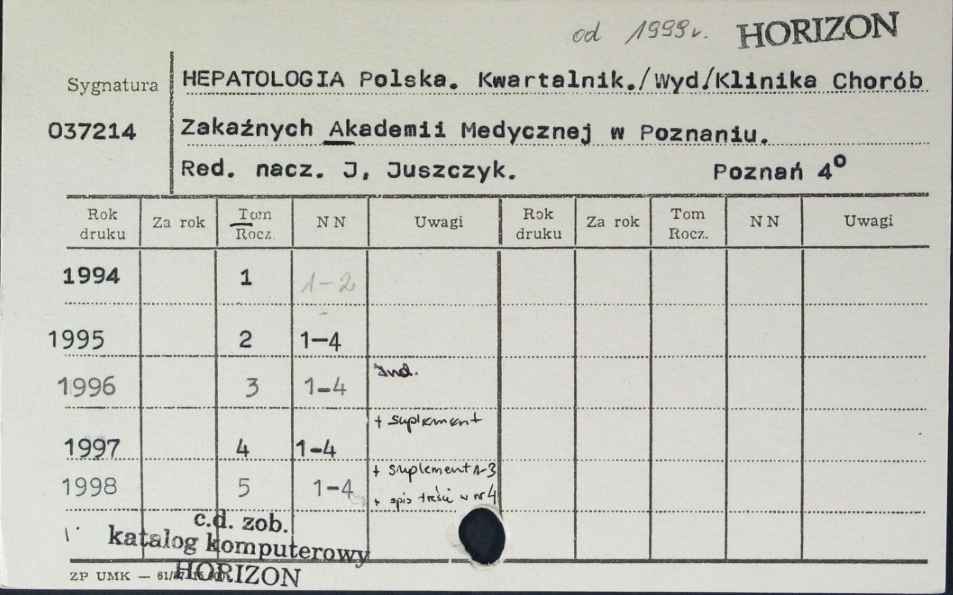 od 1999r. HORIZON
Sygnatura HEPATOLOGIA Polska. Kwartalnik./Wyd/Klinika Chorób
037214 Zakaźnych Akademii Medycznej w Poznaniu.
Red. nacz. J. Juszczyk. Poznań 4°
Rok druku Za rok Tom Rocz. N N Uwagi Rok druku Za rok Tom Rocz. N N Uwagi
1994 1 1-2
1995 2 1-4
1996 3 1-4 Ind.
1997 4 1-4 + suplement
1998 5 1-4 + suplement 1-3
+ spis treści w nr 4
c.d. zob.
katalog komputerowy
HORIZON
ZP UMK —